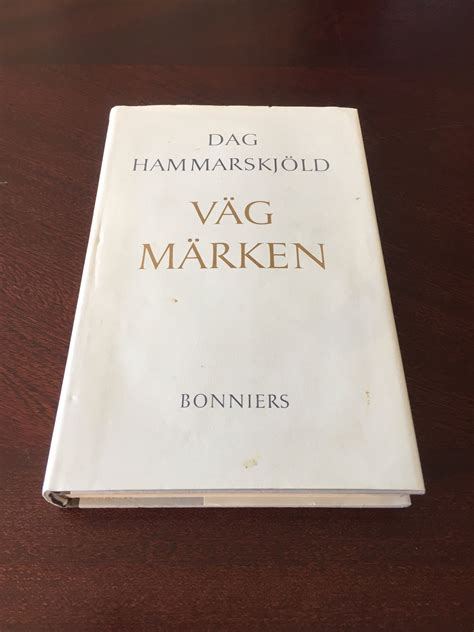 DAG
HAMMARSKJÖLD
VÄG
MÄRKEN
BONNIERS